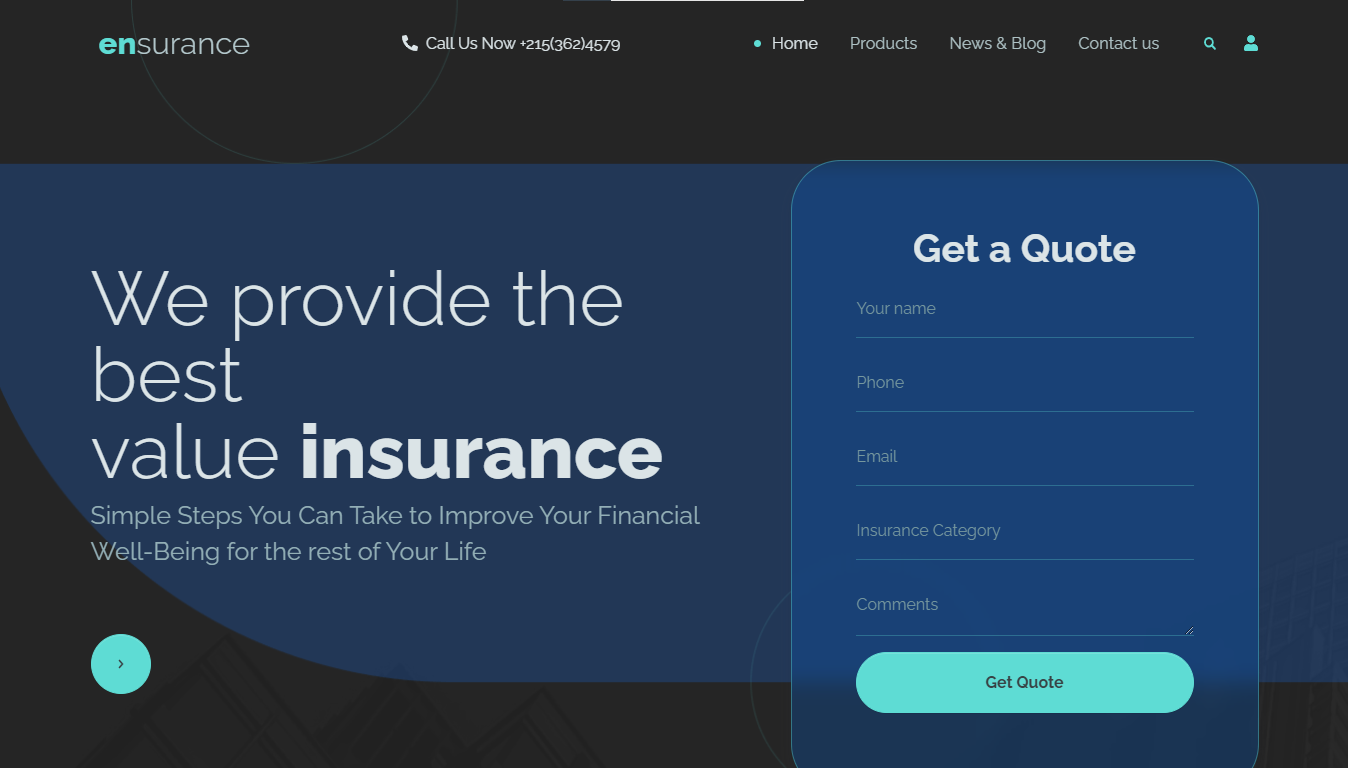 ensurance
Call Us Now +215(362)4579
Home
Products
News & Blog
Contact us
We provide the
best
value insurance
Simple Steps You Can Take to Improve Your Financial
Well-Being for the rest of Your Life
Get a Quote
Your name
Phone
Email
Insurance Category
Comments
Get Quote